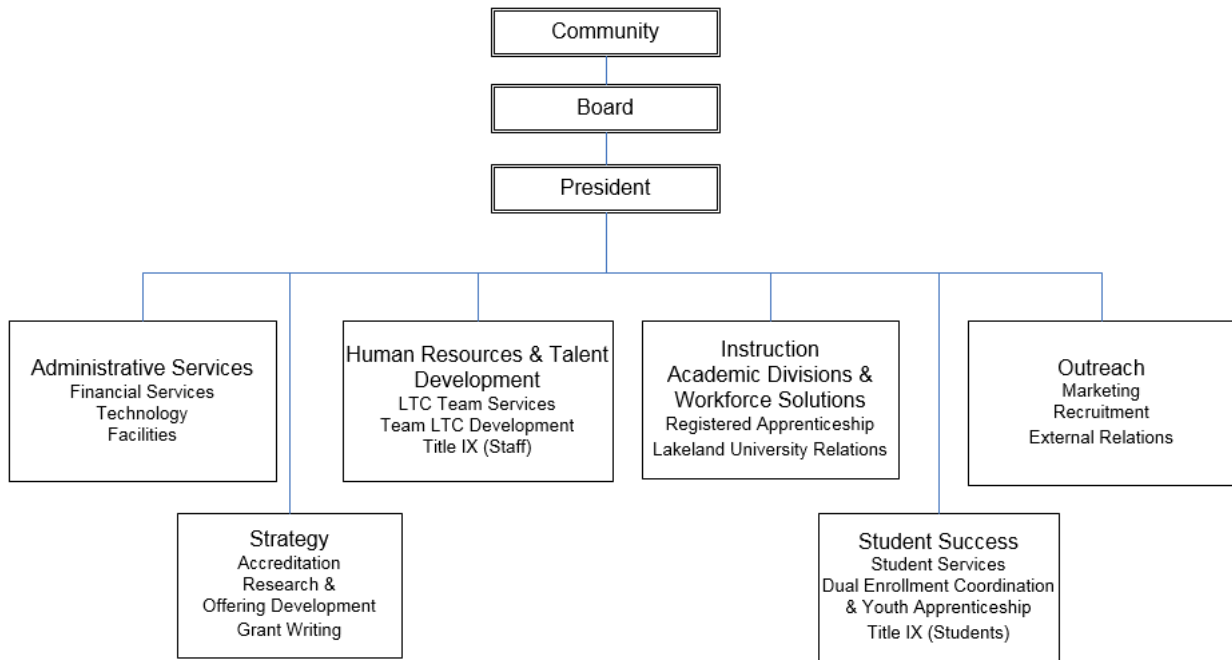 Community
Board
President
Administrative Services
Financial Services
Technology
Facilities
Human Resources & Talent
Development
LTC Team Services
Team LTC Development
Title IX (Staff)
Instruction
Academic Divisions &
Workforce Solutions
Registered Apprenticeship
Lakeland University Relations
Outreach
Marketing
Recruitment
External Relations
Strategy
Accreditation
Research &
Offering Development
Grant Writing
Student Success
Student Services
Dual Enrollment Coordination
& Youth Apprenticeship
Title IX (Students)